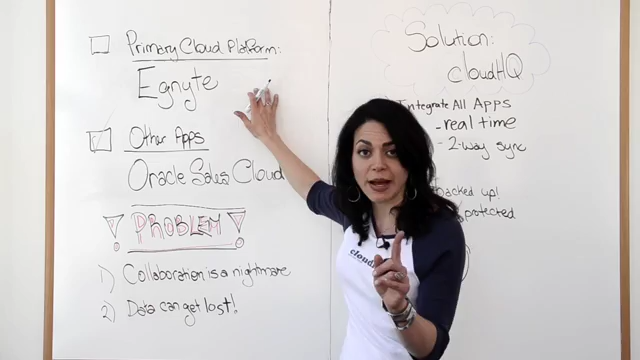 Primary Cloud Platform:
Egnyte
Other Apps
Oracle Sales Cloud
PROBLEM
1) Collaboration is a nightmare
2) Data can get lost!
Solution:
cloudHQ
Integrate All Apps
- real time
- 2-way sync
backed up!
protected